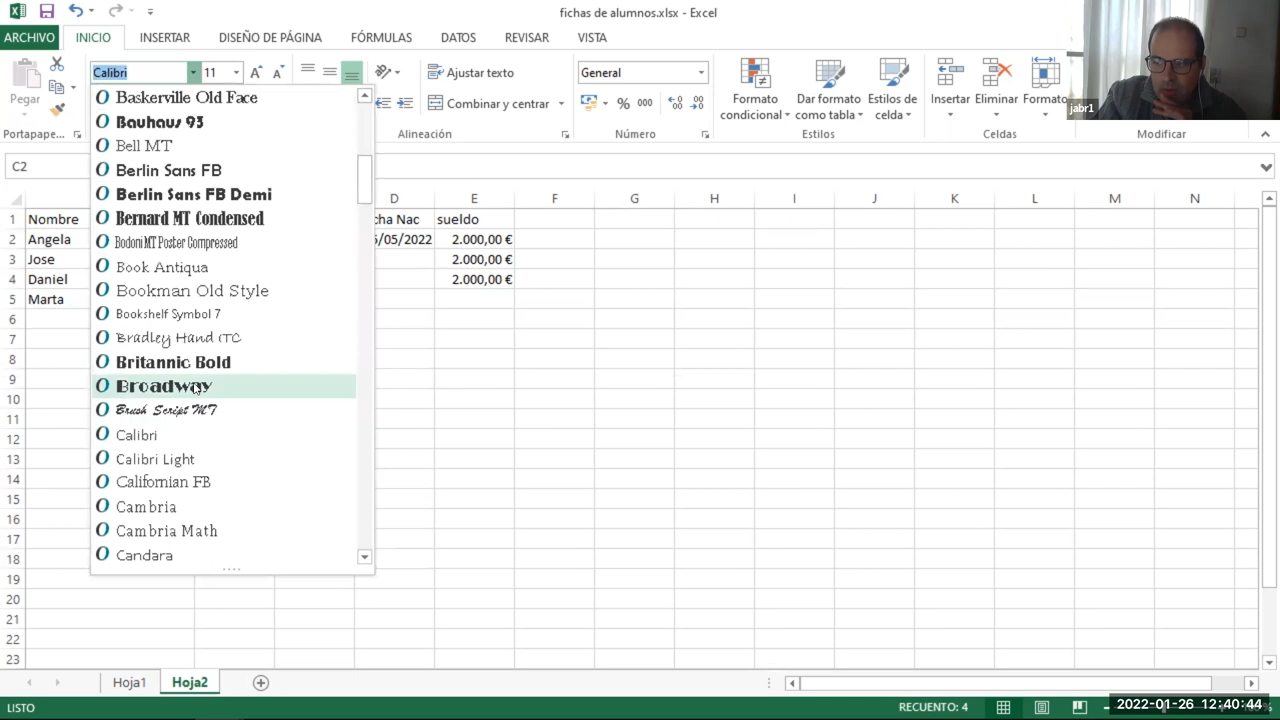 fichas de alumnos.xlsx - Excel
ARCHIVO INICIO INSERTAR DISEÑO DE PÁGINA FÓRMULAS DATOS REVISAR VISTA
Pegar
Calibri 11
Ajustar texto
Combinar y centrar
General
% 000
Formato condicional
Dar formato como tabla
Estilos de celda
Insertar Eliminar Formato
jabr1
Portapape... Alineación Número Estilos Celdas Modificar
C2
Baskerville Old Face
Bauhaus 93
Bell MT
Berlin Sans FB
Berlin Sans FB Demi
Bernard MT Condensed
Bodoni MT Poster Compressed
Book Antiqua
Bookman Old Style
Bookshelf Symbol 7
Bradley Hand ITC
Britannic Bold
Broadway
Brush Script MT
Calibri
Calibri Light
Californian FB
Cambria
Cambria Math
Candara
D E F G H I J K L M N
1 Nombre cha Nac sueldo
2 Angela 5/05/2022 2.000,00 €
3 Jose 2.000,00 €
4 Daniel 2.000,00 €
5 Marta
6
7
8
9
10
11
12
13
14
15
16
17
18
19
20
21
22
23
Hoja1 Hoja2
LISTO RECUENTO: 4
2022-01-26 12:40:44